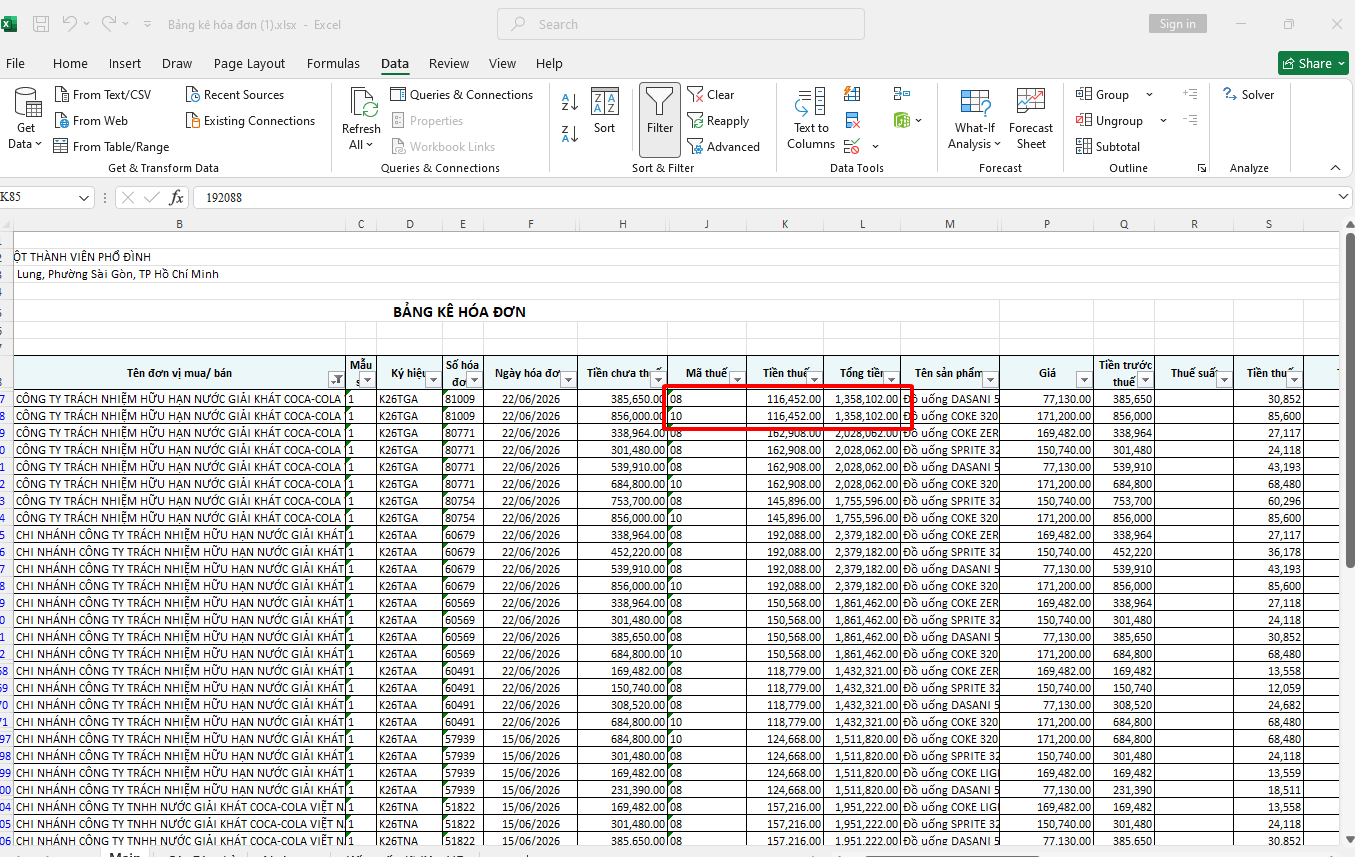 Bảng kê hóa đơn (1).xlsx - Excel
Search
Sign in
File Home Insert Draw Page Layout Formulas Data Review View Help
Share
Get Data
From Text/CSV
From Web
From Table/Range
Recent Sources
Existing Connections
Get & Transform Data
Refresh All
Queries & Connections
Properties
Workbook Links
Queries & Connections
Sort
Filter
Clear
Reapply
Advanced
Sort & Filter
Text to Columns
Data Tools
What-If Analysis
Forecast Sheet
Forecast
Group
Ungroup
Subtotal
Outline
Solver
Analyze
K85
fx
192088
B C D E F H J K L M P Q R S
ỘT THÀNH VIÊN PHỐ ĐÌNH
Lung, Phường Sài Gòn, TP Hồ Chí Minh
BẢNG KÊ HÓA ĐƠN
Tên đơn vị mua/ bán Mẫu Ký hiệu Số hóa Ngày hóa đơ Tiền chưa thuế Mã thuế Tiền thuế Tổng tiền Tên sản phẩm Giá Tiền trước thuế Thuế suấ Tiền thuế
CÔNG TY TRÁCH NHIỆM HỮU HẠN NƯỚC GIẢI KHÁT COCA-COLA 1 K26TGA 81009 22/06/2026 385,650.00 08 116,452.00 1,358,102.00 Đồ uống DASANI 5 77,130.00 385,650 30,852
CÔNG TY TRÁCH NHIỆM HỮU HẠN NƯỚC GIẢI KHÁT COCA-COLA 1 K26TGA 81009 22/06/2026 856,000.00 10 116,452.00 1,358,102.00 Đồ uống COKE 320 171,200.00 856,000 85,600
CÔNG TY TRÁCH NHIỆM HỮU HẠN NƯỚC GIẢI KHÁT COCA-COLA 1 K26TGA 80771 22/06/2026 338,964.00 08 162,908.00 2,028,062.00 Đồ uống COKE ZER 169,482.00 338,964 27,117
CÔNG TY TRÁCH NHIỆM HỮU HẠN NƯỚC GIẢI KHÁT COCA-COLA 1 K26TGA 80771 22/06/2026 301,480.00 08 162,908.00 2,028,062.00 Đồ uống SPRITE 32 150,740.00 301,480 24,118
CÔNG TY TRÁCH NHIỆM HỮU HẠN NƯỚC GIẢI KHÁT COCA-COLA 1 K26TGA 80771 22/06/2026 539,910.00 08 162,908.00 2,028,062.00 Đồ uống DASANI 5 77,130.00 539,910 43,193
CÔNG TY TRÁCH NHIỆM HỮU HẠN NƯỚC GIẢI KHÁT COCA-COLA 1 K26TGA 80771 22/06/2026 684,800.00 10 162,908.00 2,028,062.00 Đồ uống COKE 320 171,200.00 684,800 68,480
CÔNG TY TRÁCH NHIỆM HỮU HẠN NƯỚC GIẢI KHÁT COCA-COLA 1 K26TGA 80754 22/06/2026 753,700.00 08 145,896.00 1,755,596.00 Đồ uống SPRITE 32 150,740.00 753,700 60,296
CÔNG TY TRÁCH NHIỆM HỮU HẠN NƯỚC GIẢI KHÁT COCA-COLA 1 K26TGA 80754 22/06/2026 856,000.00 10 145,896.00 1,755,596.00 Đồ uống COKE 320 171,200.00 856,000 85,600
CHI NHÁNH CÔNG TY TRÁCH NHIỆM HỮU HẠN NƯỚC GIẢI KHÁT 1 K26TAA 60679 22/06/2026 338,964.00 08 192,088.00 2,379,182.00 Đồ uống COKE ZER 169,482.00 338,964 27,117
CHI NHÁNH CÔNG TY TRÁCH NHIỆM HỮU HẠN NƯỚC GIẢI KHÁT 1 K26TAA 60679 22/06/2026 452,220.00 08 192,088.00 2,379,182.00 Đồ uống SPRITE 32 150,740.00 452,220 36,178
CHI NHÁNH CÔNG TY TRÁCH NHIỆM HỮU HẠN NƯỚC GIẢI KHÁT 1 K26TAA 60679 22/06/2026 539,910.00 08 192,088.00 2,379,182.00 Đồ uống DASANI 5 77,130.00 539,910 43,193
CHI NHÁNH CÔNG TY TRÁCH NHIỆM HỮU HẠN NƯỚC GIẢI KHÁT 1 K26TAA 60679 22/06/2026 856,000.00 10 192,088.00 2,379,182.00 Đồ uống COKE 320 171,200.00 856,000 85,600
CHI NHÁNH CÔNG TY TRÁCH NHIỆM HỮU HẠN NƯỚC GIẢI KHÁT 1 K26TAA 60569 22/06/2026 338,964.00 08 150,568.00 1,861,462.00 Đồ uống COKE ZER 169,482.00 338,964 27,118
CHI NHÁNH CÔNG TY TRÁCH NHIỆM HỮU HẠN NƯỚC GIẢI KHÁT 1 K26TAA 60569 22/06/2026 301,480.00 08 150,568.00 1,861,462.00 Đồ uống SPRITE 32 150,740.00 301,480 24,118
CHI NHÁNH CÔNG TY TRÁCH NHIỆM HỮU HẠN NƯỚC GIẢI KHÁT 1 K26TAA 60569 22/06/2026 385,650.00 08 150,568.00 1,861,462.00 Đồ uống DASANI 5 77,130.00 385,650 30,852
CHI NHÁNH CÔNG TY TRÁCH NHIỆM HỮU HẠN NƯỚC GIẢI KHÁT 1 K26TAA 60569 22/06/2026 684,800.00 10 150,568.00 1,861,462.00 Đồ uống COKE 320 171,200.00 684,800 68,480
CHI NHÁNH CÔNG TY TRÁCH NHIỆM HỮU HẠN NƯỚC GIẢI KHÁT 1 K26TAA 60491 22/06/2026 169,482.00 08 118,779.00 1,432,321.00 Đồ uống COKE ZER 169,482.00 169,482 13,558
CHI NHÁNH CÔNG TY TRÁCH NHIỆM HỮU HẠN NƯỚC GIẢI KHÁT 1 K26TAA 60491 22/06/2026 150,740.00 08 118,779.00 1,432,321.00 Đồ uống SPRITE 32 150,740.00 150,740 12,059
CHI NHÁNH CÔNG TY TRÁCH NHIỆM HỮU HẠN NƯỚC GIẢI KHÁT 1 K26TAA 60491 22/06/2026 308,520.00 08 118,779.00 1,432,321.00 Đồ uống DASANI 5 77,130.00 308,520 24,682
71 CHI NHÁNH CÔNG TY TRÁCH NHIỆM HỮU HẠN NƯỚC GIẢI KHÁT 1 K26TAA 60491 22/06/2026 684,800.00 10 118,779.00 1,432,321.00 Đồ uống COKE 320 171,200.00 684,800 68,480
97 CHI NHÁNH CÔNG TY TRÁCH NHIỆM HỮU HẠN NƯỚC GIẢI KHÁT 1 K26TAA 57939 15/06/2026 684,800.00 10 124,668.00 1,511,820.00 Đồ uống COKE 320 171,200.00 684,800 68,480
98 CHI NHÁNH CÔNG TY TRÁCH NHIỆM HỮU HẠN NƯỚC GIẢI KHÁT 1 K26TAA 57939 15/06/2026 301,480.00 08 124,668.00 1,511,820.00 Đồ uống SPRITE 32 150,740.00 301,480 24,118
99 CHI NHÁNH CÔNG TY TRÁCH NHIỆM HỮU HẠN NƯỚC GIẢI KHÁT 1 K26TAA 57939 15/06/2026 169,482.00 08 124,668.00 1,511,820.00 Đồ uống COKE LIGI 169,482.00 169,482 13,559
00 CHI NHÁNH CÔNG TY TRÁCH NHIỆM HỮU HẠN NƯỚC GIẢI KHÁT 1 K26TAA 57939 15/06/2026 231,390.00 08 124,668.00 1,511,820.00 Đồ uống DASANI 5 77,130.00 231,390 18,511
04 CHI NHÁNH CÔNG TY TNHH NƯỚC GIẢI KHÁT COCA-COLA VIỆT N 1 K26TNA 51822 15/06/2026 169,482.00 08 157,216.00 1,951,222.00 Đồ uống COKE LIGI 169,482.00 169,482 13,558
05 CHI NHÁNH CÔNG TY TNHH NƯỚC GIẢI KHÁT COCA-COLA VIỆT N 1 K26TNA 51822 15/06/2026 301,480.00 08 157,216.00 1,951,222.00 Đồ uống SPRITE 32 150,740.00 301,480 24,118
06 CHI NHÁNH CÔNG TY TNHH NƯỚC GIẢI KHÁT COCA-COLA VIỆT N 1 K26TNA 51822 15/06/2026 385,650.00 08 157,216.00 1,951,222.00 Đồ uống DASANI 5 77,130.00 385,650 30,852
Main